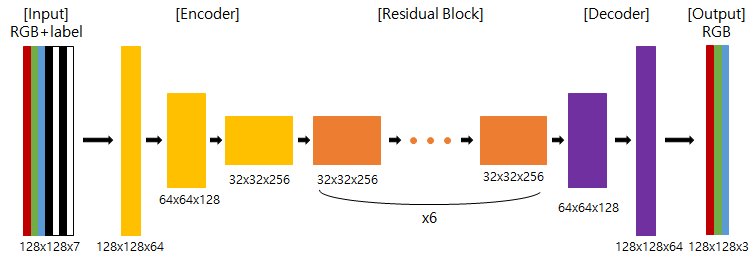 [Input]
RGB+label
[Encoder]
[Residual Block]
[Decoder]
[Output]
RGB
128x128x7
128x128x64
64x64x128
32x32x256
32x32x256
32x32x256
x6
64x64x128
128x128x64
128x128x3